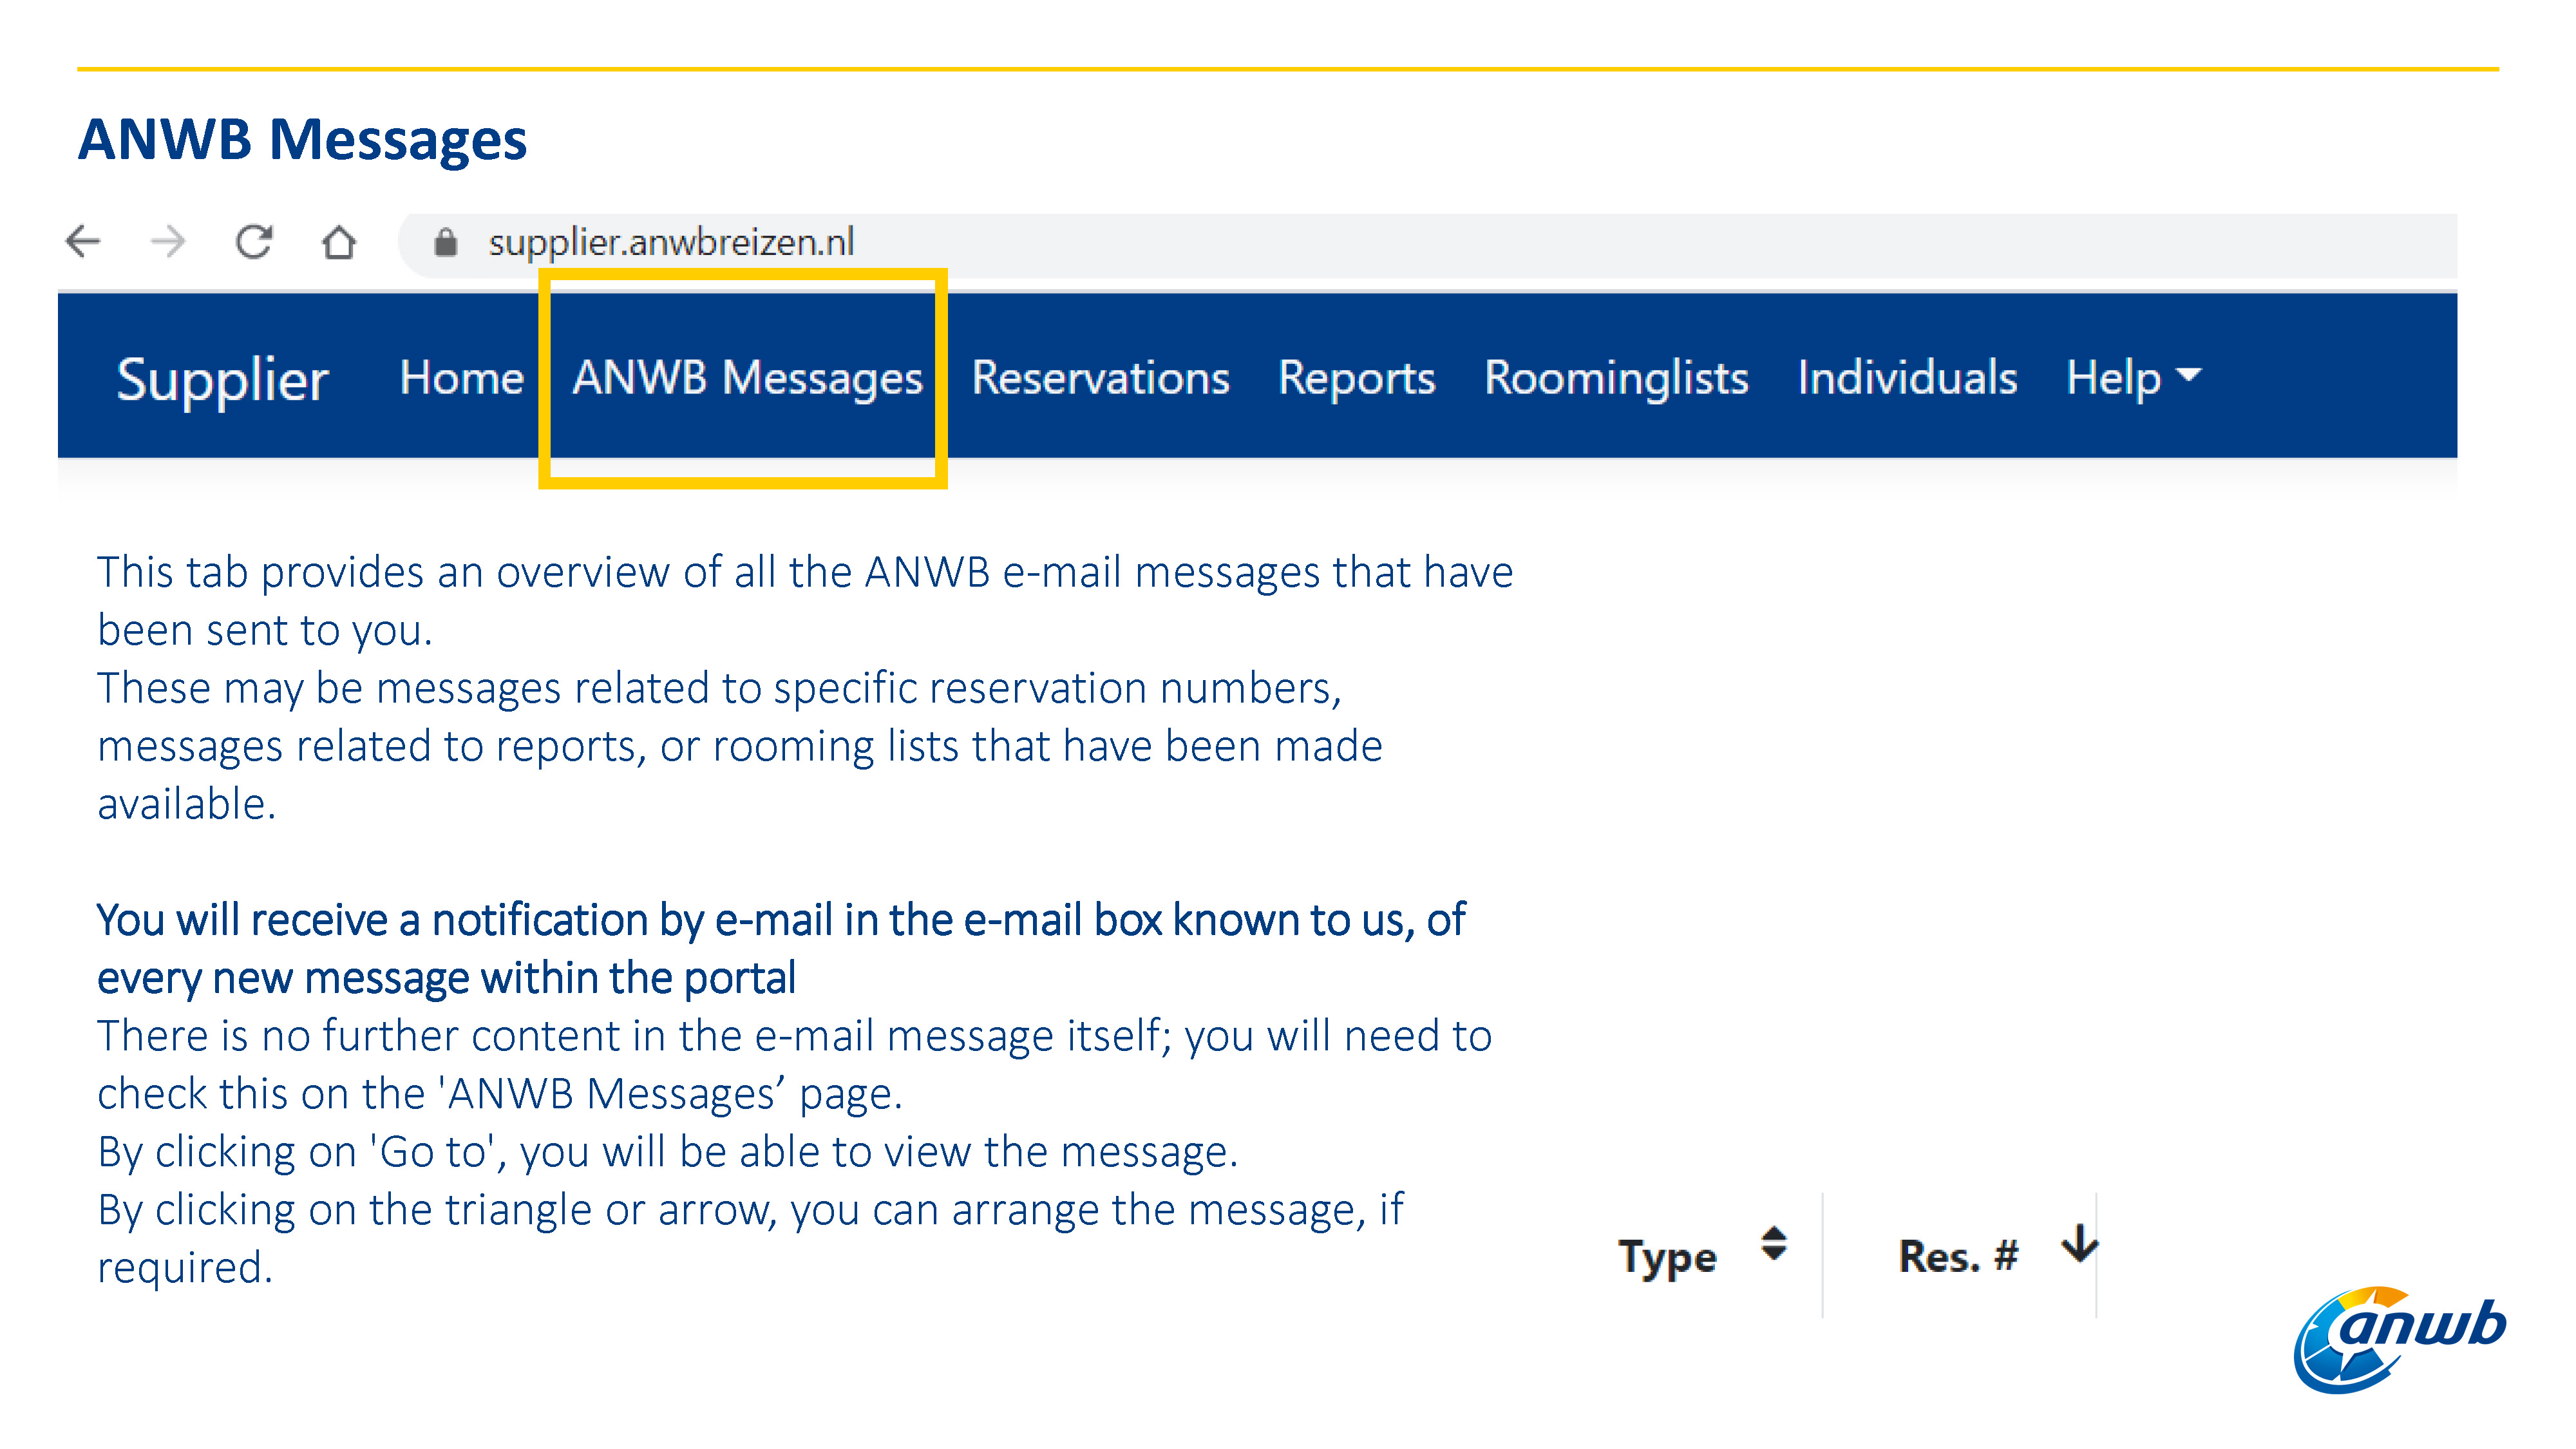 ANWB Messages
supplier.anwbreizen.nl
Supplier Home ANWB Messages Reservations Reports Roominglists Individuals Help
This tab provides an overview of all the ANWB e-mail messages that have
been sent to you.
These may be messages related to specific reservation numbers,
messages related to reports, or rooming lists that have been made
available.
You will receive a notification by e-mail in the e-mail box known to us, of
every new message within the portal
There is no further content in the e-mail message itself; you will need to
check this on the 'ANWB Messages’ page.
By clicking on 'Go to', you will be able to view the message.
By clicking on the triangle or arrow, you can arrange the message, if
required.
Type Res. #
anwb